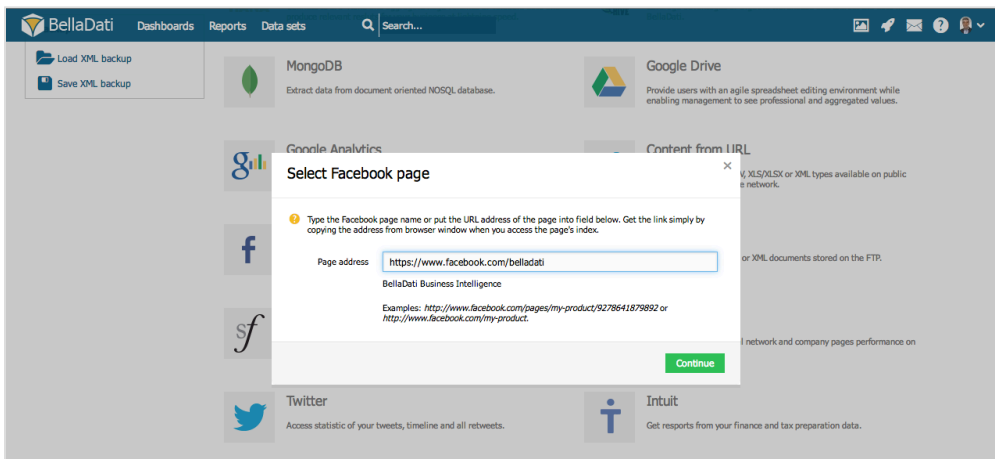 BellaDati Dashboards Reports Data sets Search...
Load XML backup
Save XML backup
MongoDB
Extract data from document oriented NOSQL database.
Google Drive
Provide users with an agile spreadsheet editing environment while
enabling management to see professional and aggregated values.
Google Analytics
Content from URL
V, XLS/XLSX or XML types available on public
e network.
Select Facebook page
×
? Type the Facebook page name or put the URL address of the page into field below. Get the link simply by
copying the address from browser window when you access the page's index.
Page address https://www.facebook.com/belladati
BellaDati Business Intelligence
Examples: http://www.facebook.com/pages/my-product/9278641879892 or
http://www.facebook.com/my-product.
Continue
or XML documents stored on the FTP.
l network and company pages performance on
Twitter
Access statistic of your tweets, timeline and all retweets.
Intuit
Get resports from your finance and tax preparation data.